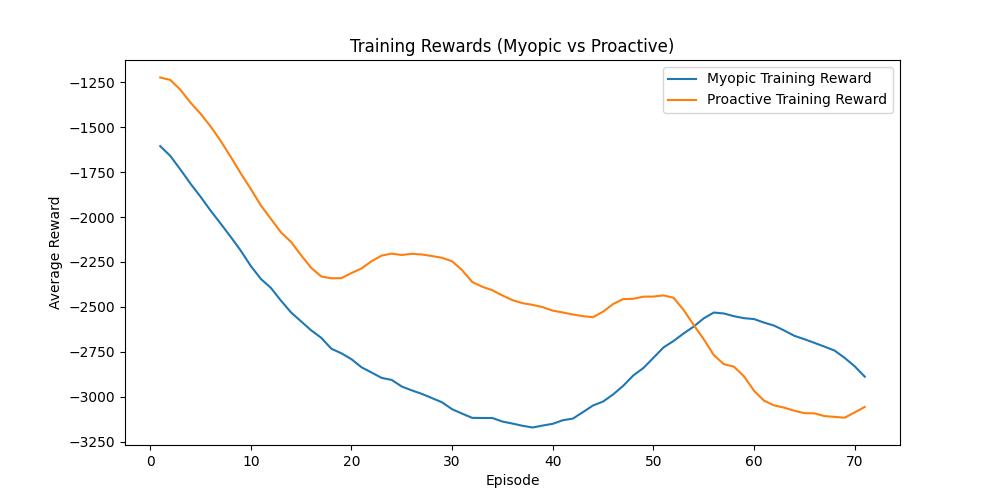 Training Rewards (Myopic vs Proactive)
Myopic Training Reward
Proactive Training Reward
Average Reward
−1250
−1500
−1750
−2000
−2250
−2500
−2750
−3000
−3250
0 10 20 30 40 50 60 70
Episode